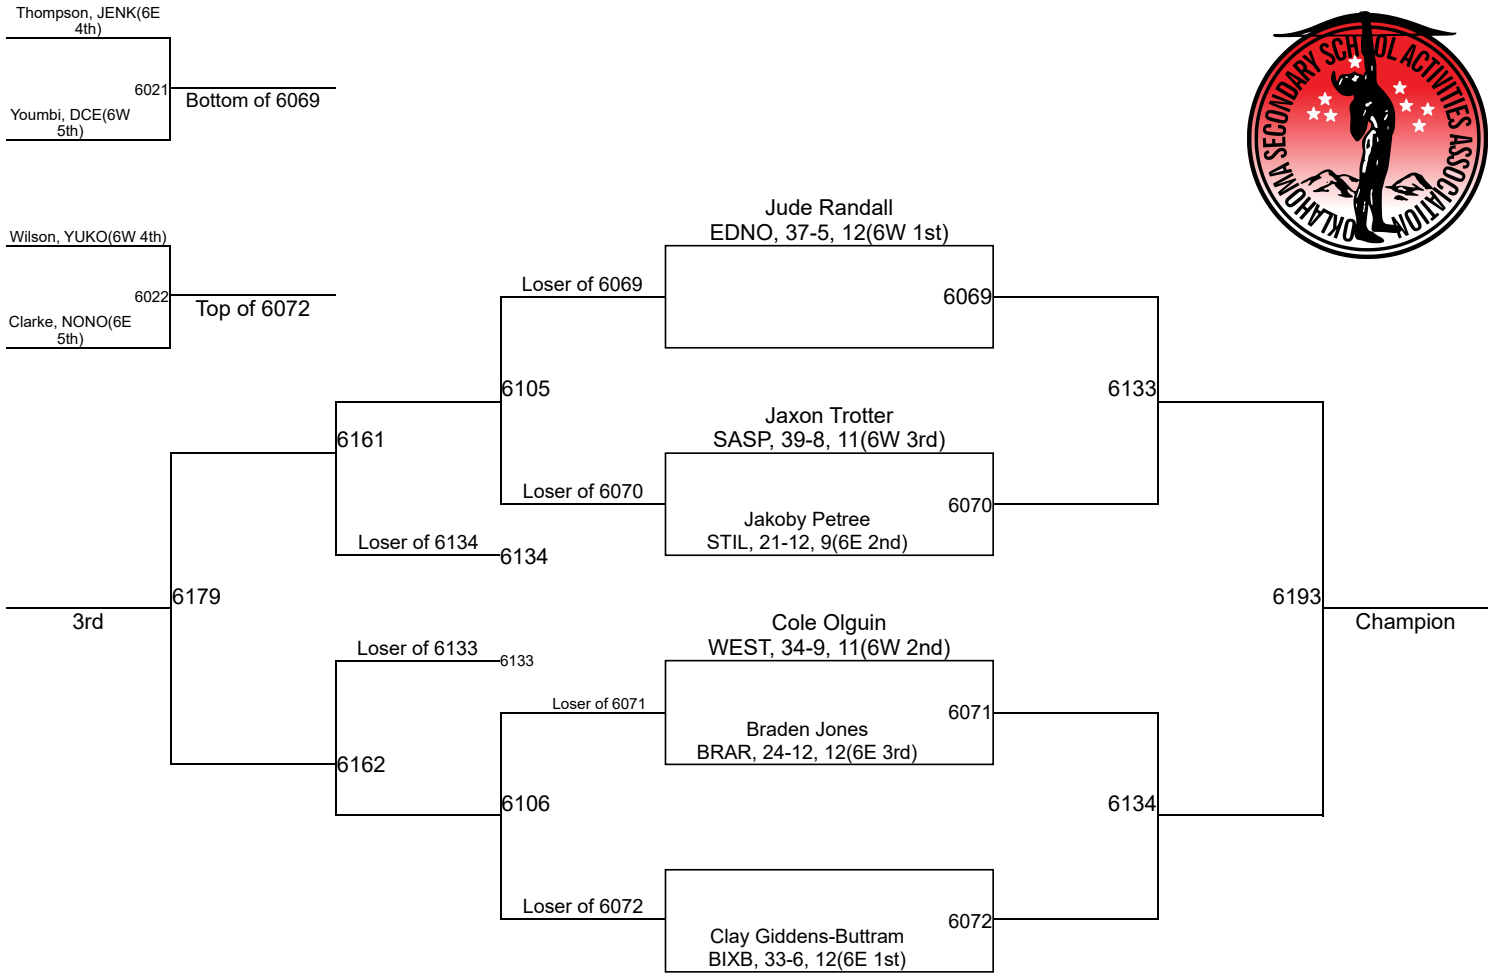 Thompson, JENK(6E
4th)
6021
Bottom of 6069
Youmbi, DCE(6W
5th)
Wilson, YUKO(6W 4th)
6022
Top of 6072
Clarke, NONO(6E
5th)
OKLAHOMA SECONDARY SCHOOL ACTIVITIES ASSOCIATION
Jude Randall
EDNO, 37-5, 12(6W 1st)
Loser of 6069
6069
6105
6133
Jaxon Trotter
SASP, 39-8, 11(6W 3rd)
6161
Loser of 6070
6070
Jakoby Petree
STIL, 21-12, 9(6E 2nd)
Loser of 6134
6134
6179
6193
3rd
Champion
Cole Olguin
WEST, 34-9, 11(6W 2nd)
Loser of 6133
6133
Loser of 6071
6071
Braden Jones
BRAR, 24-12, 12(6E 3rd)
6162
6106
6134
Loser of 6072
6072
Clay Giddens-Buttram
BIXB, 33-6, 12(6E 1st)